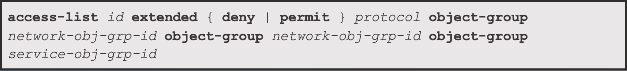 access-list id extended { deny | permit } protocol object-group
network-obj-grp-id object-group network-obj-grp-id object-group
service-obj-grp-id